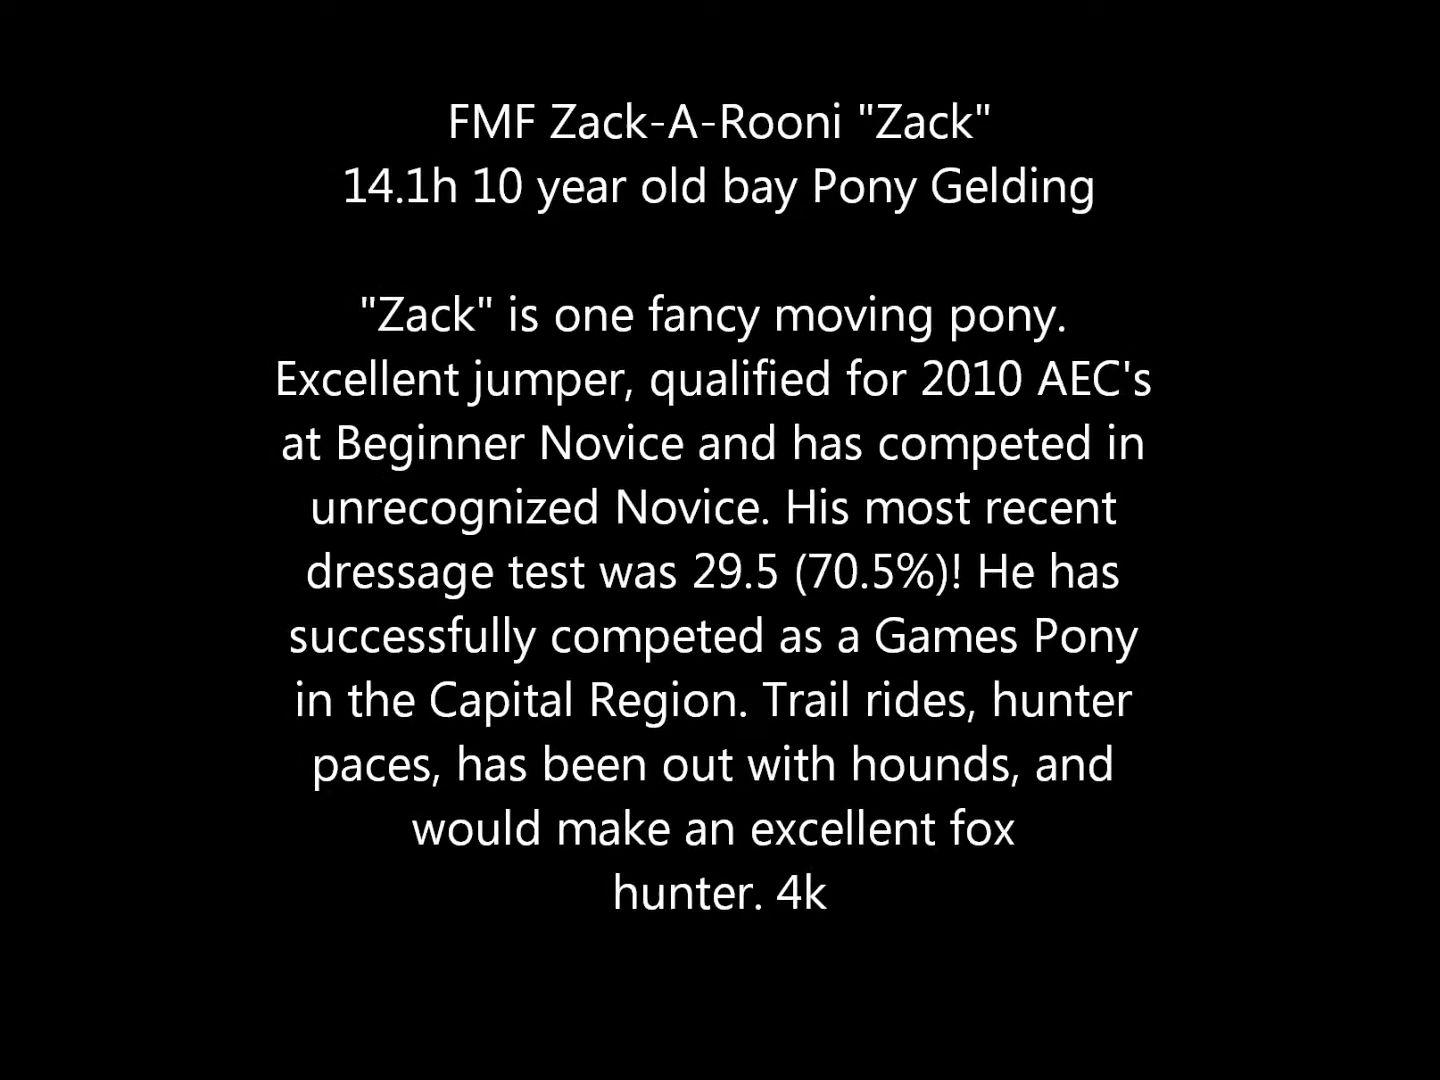 FMF Zack-A-Rooni "Zack"
14.1h 10 year old bay Pony Gelding
"Zack" is one fancy moving pony.
Excellent jumper, qualified for 2010 AEC's
at Beginner Novice and has competed in
unrecognized Novice. His most recent
dressage test was 29.5 (70.5%)! He has
successfully competed as a Games Pony
in the Capital Region. Trail rides, hunter
paces, has been out with hounds, and
would make an excellent fox
hunter. 4k